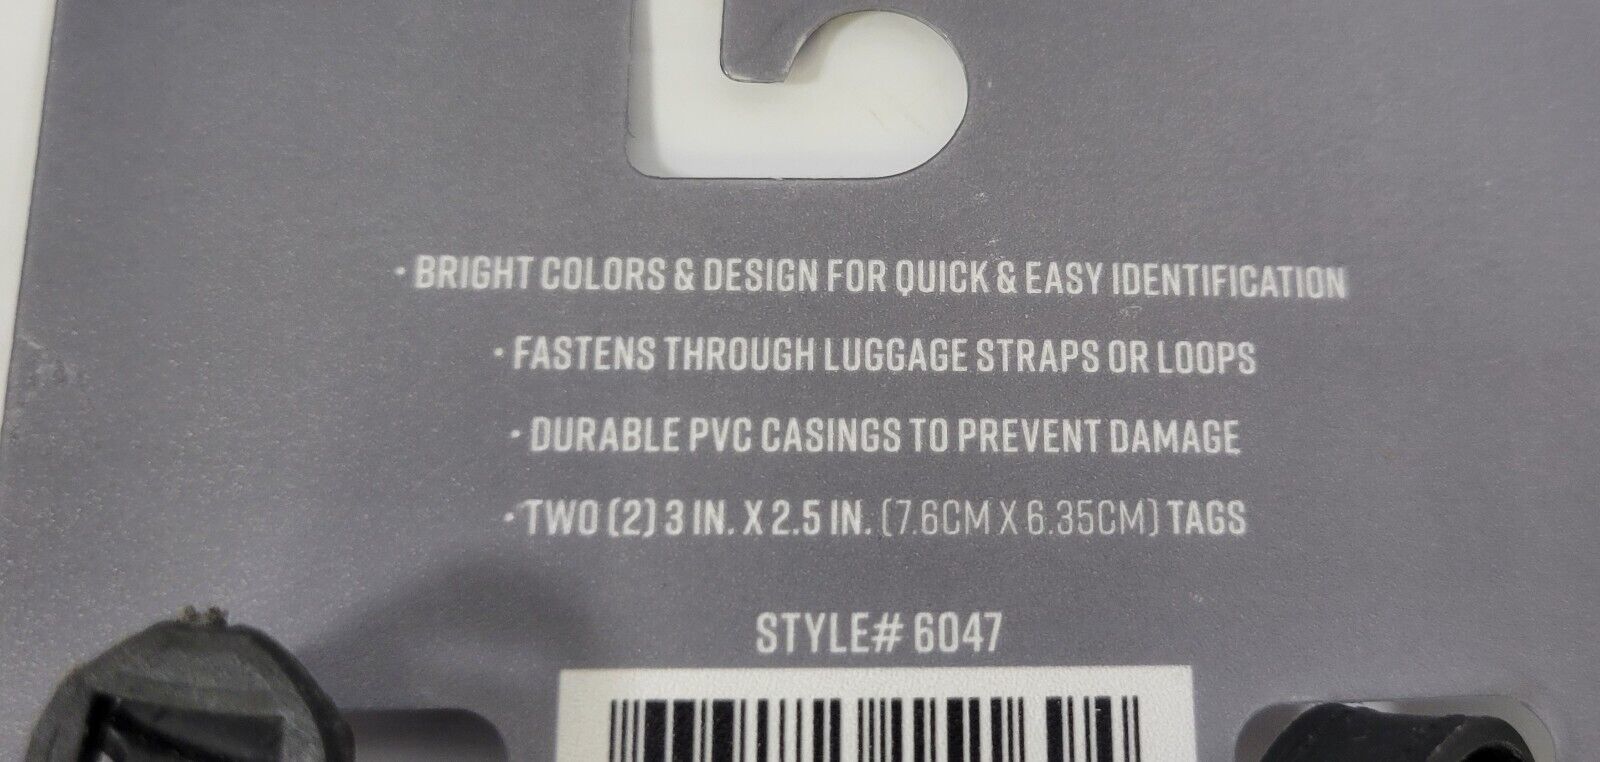 • BRIGHT COLORS & DESIGN FOR QUICK & EASY IDENTIFICATION
• FASTENS THROUGH LUGGAGE STRAPS OR LOOPS
• DURABLE PVC CASINGS TO PREVENT DAMAGE
• TWO (2) 3 IN. X 2.5 IN. (7.6CM X 6.35CM) TAGS
STYLE# 6047